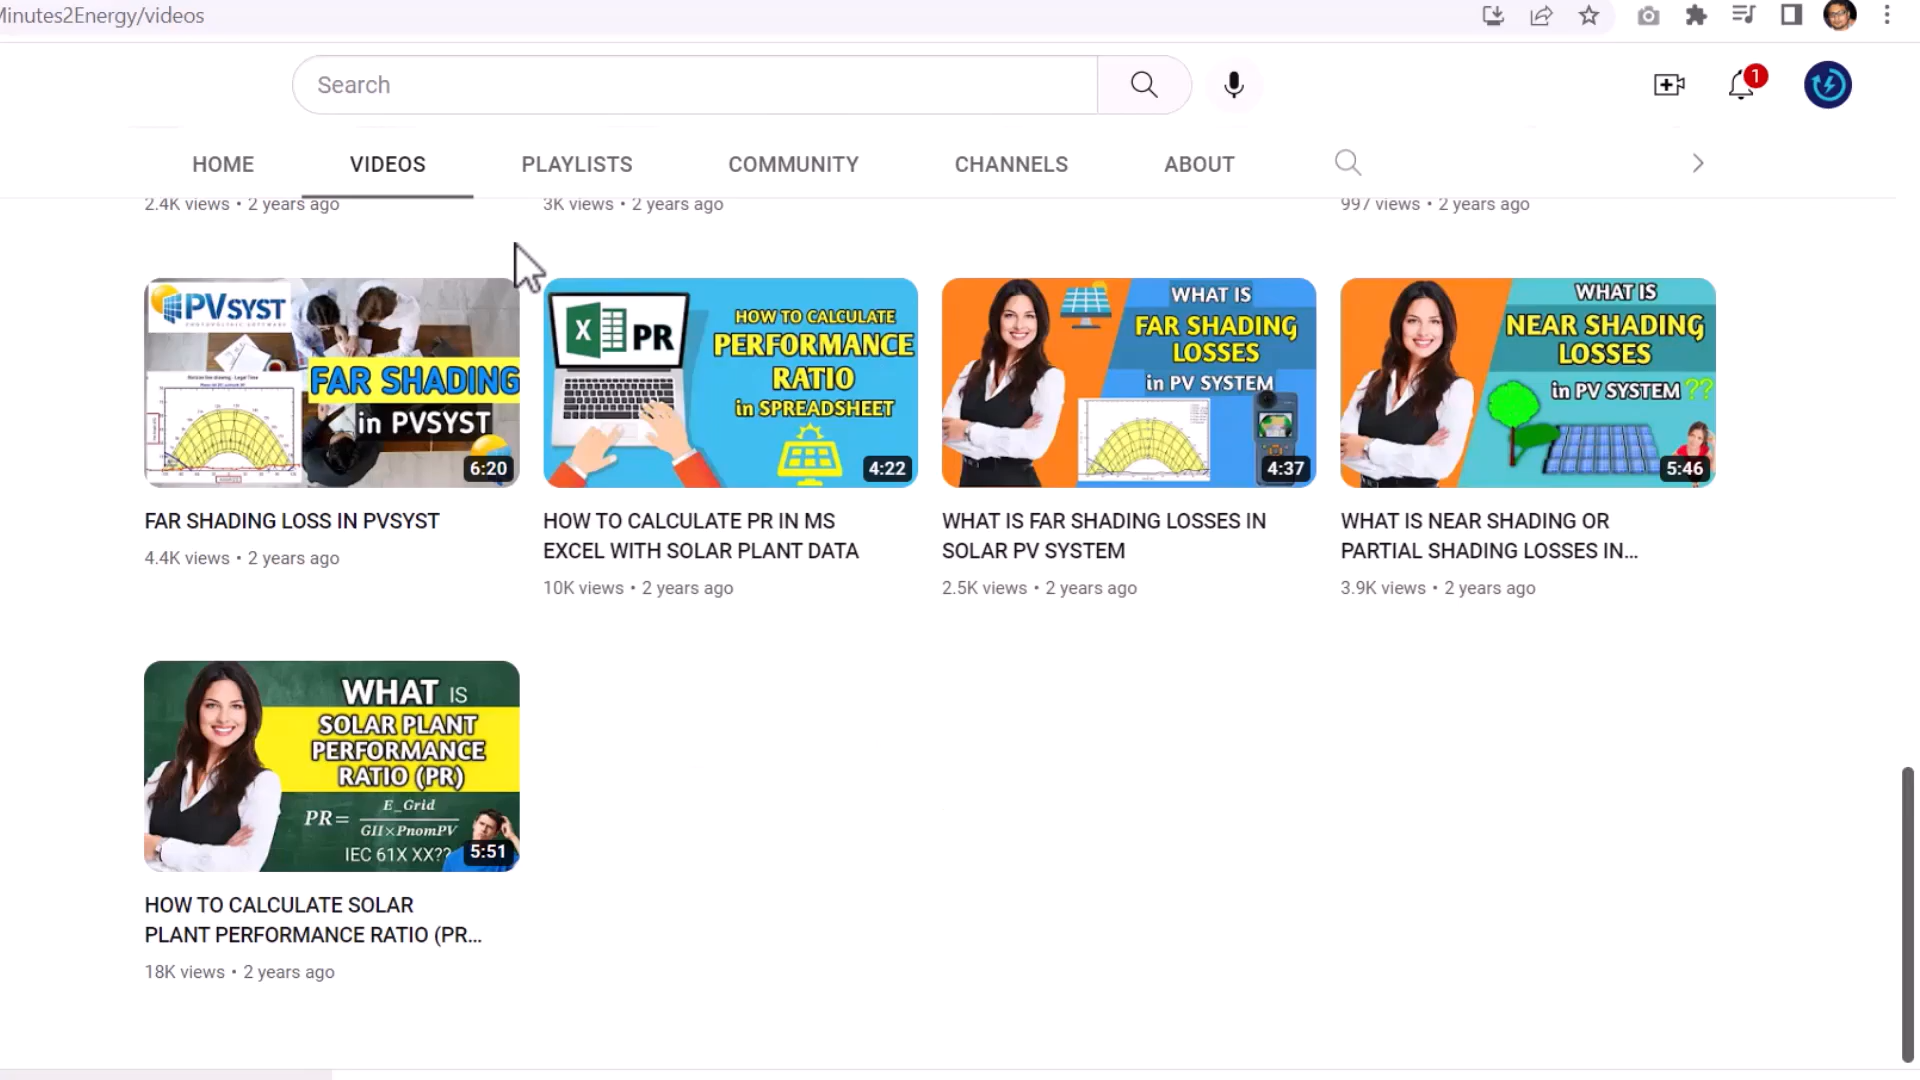 Minutes2Energy/videos
Search
1
HOME VIDEOS PLAYLISTS COMMUNITY CHANNELS ABOUT
2.4K views • 2 years ago
3K views • 2 years ago
997 views • 2 years ago
PVSYST
PHOTOVOLTAIC SOFTWARE
FAR SHADING
in PVSYST
6:20
FAR SHADING LOSS IN PVSYST
4.4K views • 2 years ago
X PR
HOW TO CALCULATE
PERFORMANCE
RATIO
in SPREADSHEET
4:22
HOW TO CALCULATE PR IN MS
EXCEL WITH SOLAR PLANT DATA
10K views • 2 years ago
WHAT IS
FAR SHADING
LOSSES
in PV SYSTEM
4:37
WHAT IS FAR SHADING LOSSES IN
SOLAR PV SYSTEM
2.5K views • 2 years ago
WHAT IS
NEAR SHADING
LOSSES
in PV SYSTEM ??
5:46
WHAT IS NEAR SHADING OR
PARTIAL SHADING LOSSES IN...
3.9K views • 2 years ago
WHAT IS
SOLAR PLANT
PERFORMANCE
RATIO (PR)
PR= E_Grid
GII×PnomPV
IEC 61X XX??
5:51
HOW TO CALCULATE SOLAR
PLANT PERFORMANCE RATIO (PR...
18K views • 2 years ago